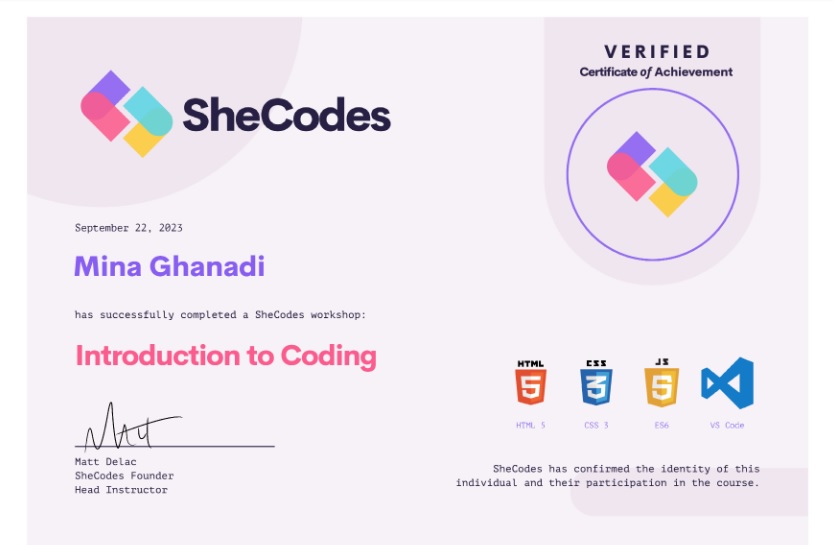 SheCodes
VERIFIED
Certificate of Achievement
September 22, 2023
Mina Ghanadi
has successfully completed a SheCodes workshop:
Introduction to Coding
HTML
5
CSS
3
JS
5
HTML 5
CSS 3
ES6
VS Code
Matt
Matt Delac
SheCodes Founder
Head Instructor
SheCodes has confirmed the identity of this
individual and their participation in the course.